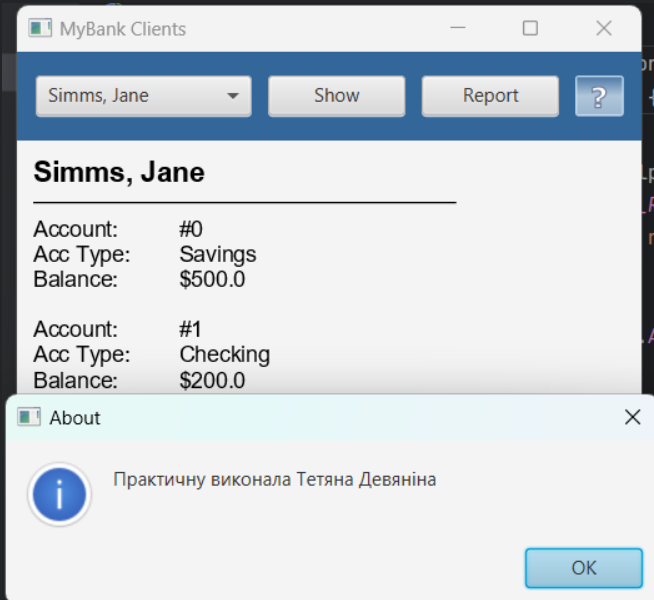 MyBank Clients
Simms, Jane Show Report ?
Simms, Jane
Account: #0
Acc Type: Savings
Balance: $500.0
Account: #1
Acc Type: Checking
Balance: $200.0
About
Практичну виконала Тетяна Девяніна
OK